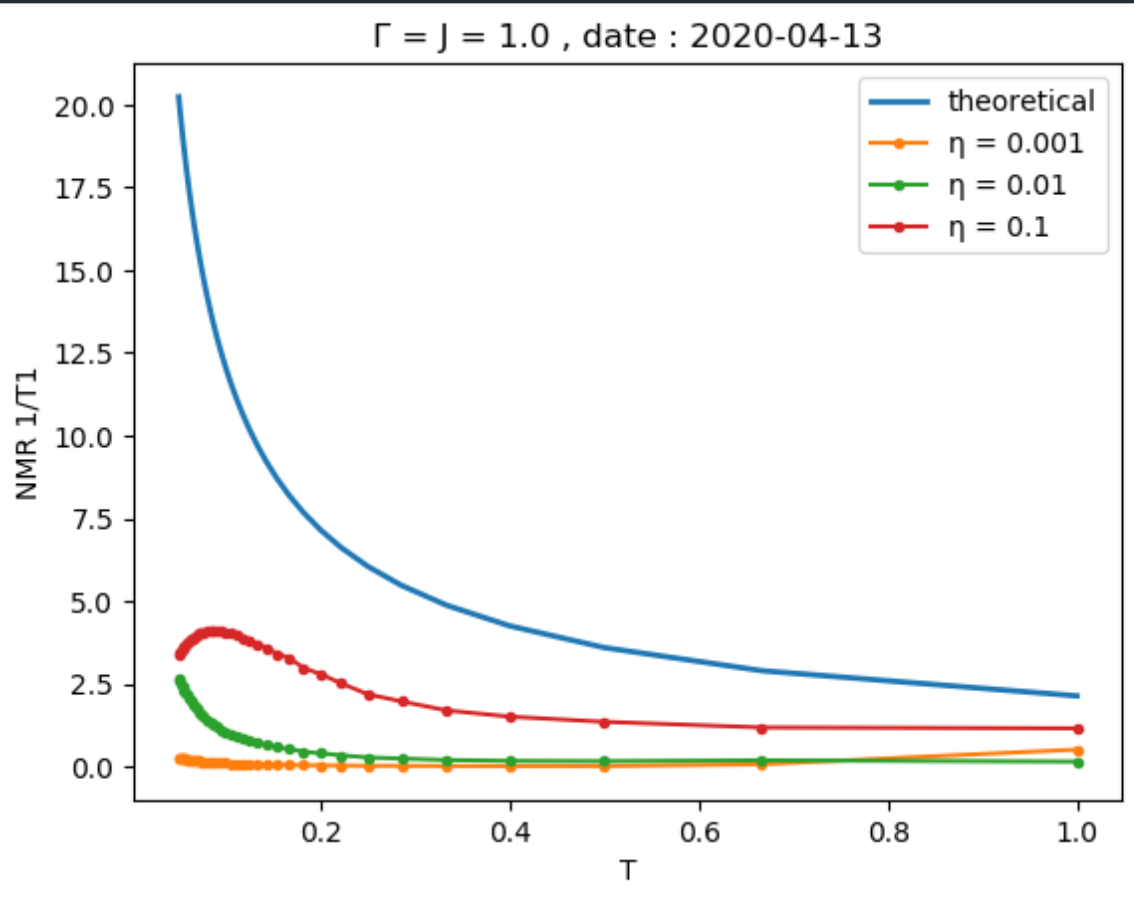 Γ = J = 1.0 , date : 2020-04-13
theoretical
η = 0.001
η = 0.01
η = 0.1
20.0
17.5
15.0
12.5
10.0
7.5
5.0
2.5
0.0
NMR 1/T1
0.2 0.4 0.6 0.8 1.0
T